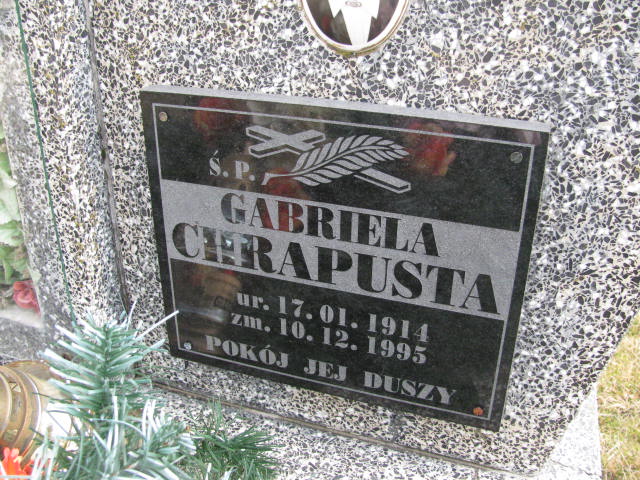 Ś. P.
GABRIELA
CHRAPUSTA
ur. 17. 01. 1914
zm. 10. 12. 1995
POKÓJ JEJ DUSZY